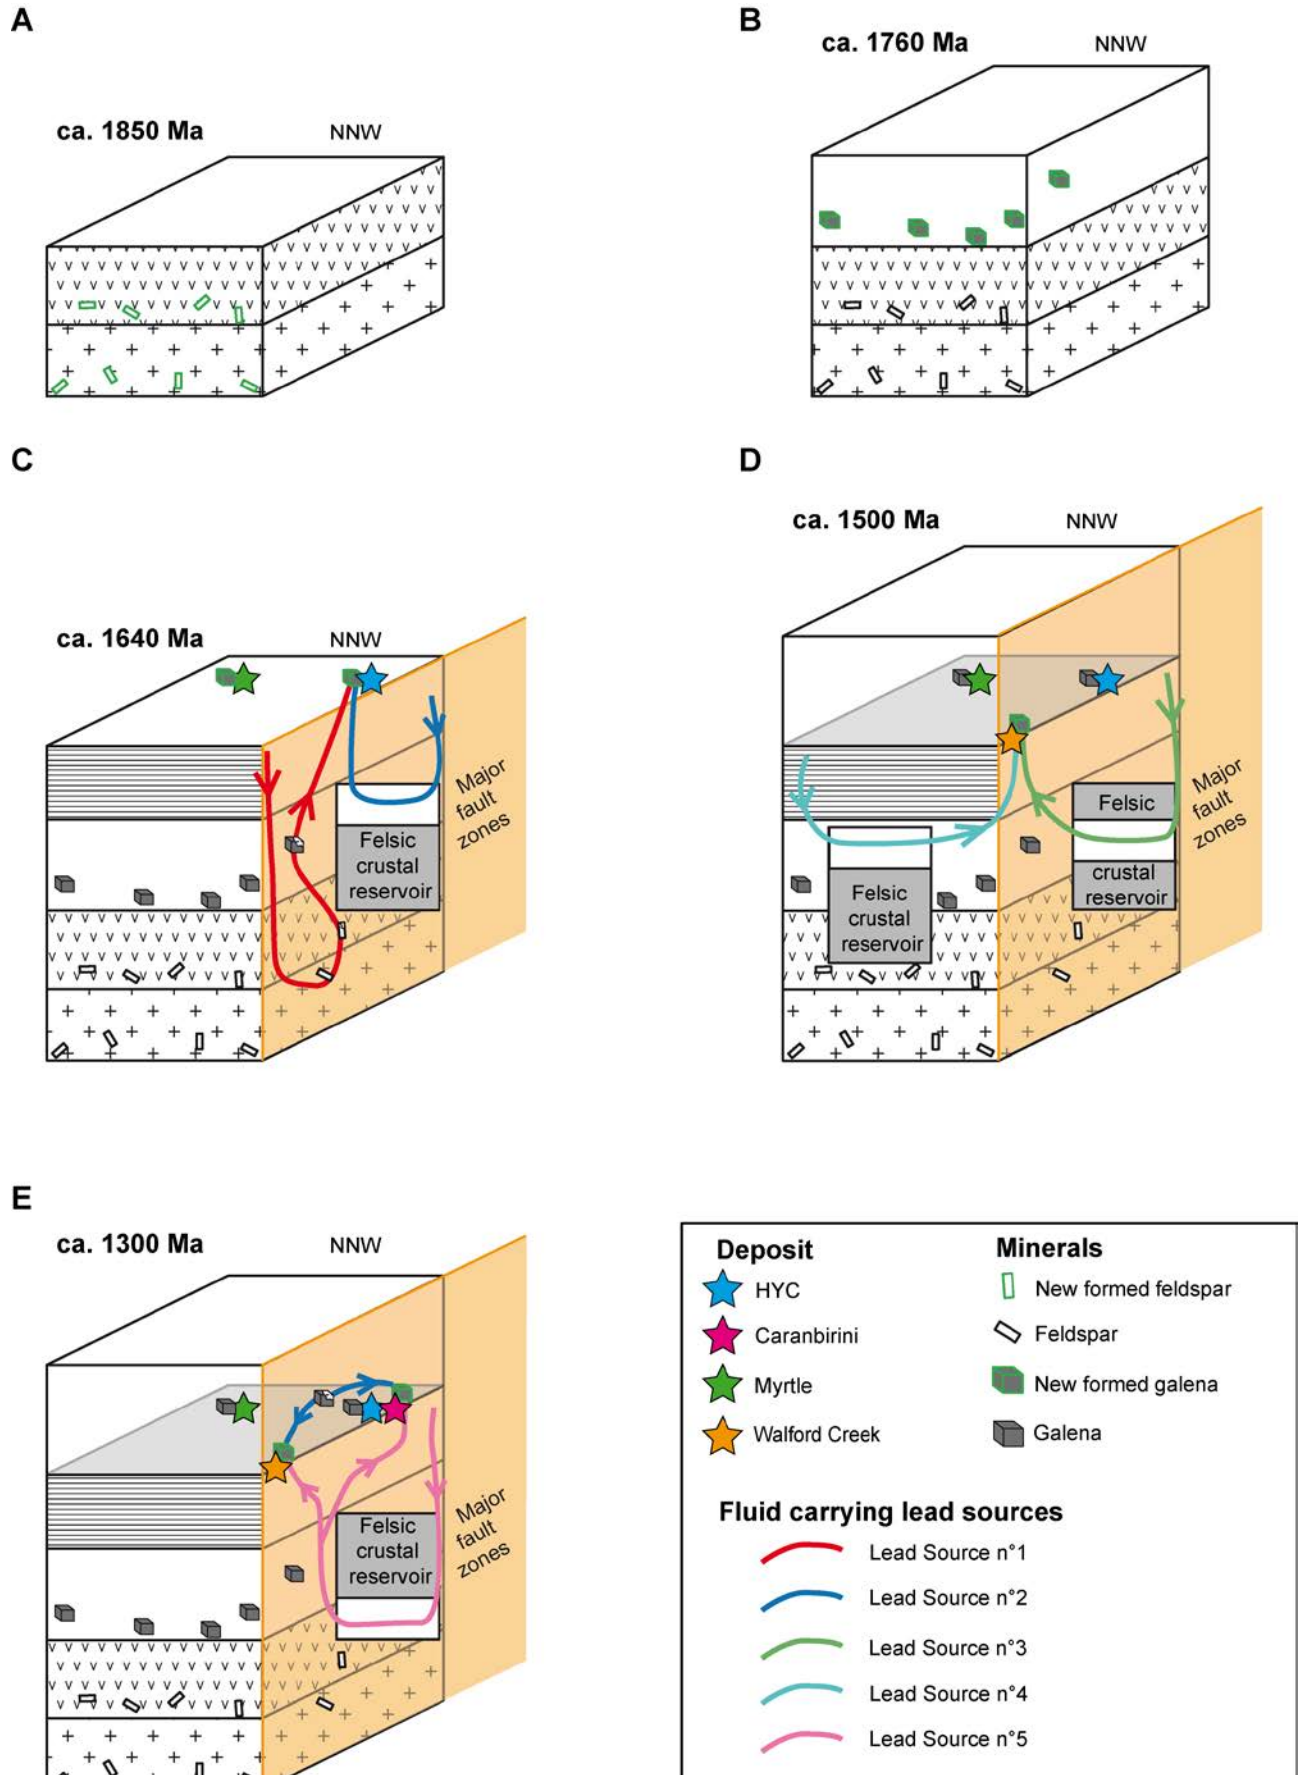 A
ca. 1850 Ma
NNW
B
ca. 1760 Ma
NNW
C
ca. 1640 Ma
NNW
Felsic
crustal
reservoir
Major
fault
zones
D
ca. 1500 Ma
NNW
Felsic
crustal
reservoir
Felsic
crustal
reservoir
Major
fault
zones
E
ca. 1300 Ma
NNW
Felsic
crustal
reservoir
Major
fault
zones
Deposit
HYC
Caranbirini
Myrtle
Walford Creek
Minerals
New formed feldspar
Feldspar
New formed galena
Galena
Fluid carrying lead sources
Lead Source n°1
Lead Source n°2
Lead Source n°3
Lead Source n°4
Lead Source n°5